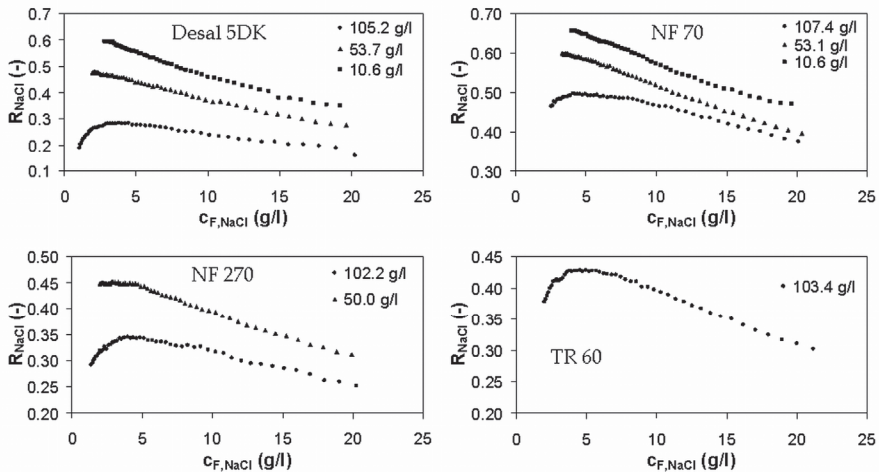 Desal 5DK
105.2 g/l
53.7 g/l
10.6 g/l
R_NaCl (-)
0.7
0.6
0.5
0.4
0.3
0.2
0.1
0 5 10 15 20 25
c_F,NaCl (g/l)
NF 70
107.4 g/l
53.1 g/l
10.6 g/l
R_NaCl (-)
0.70
0.60
0.50
0.40
0.30
0 5 10 15 20 25
c_F,NaCl (g/l)
NF 270
102.2 g/l
50.0 g/l
R_NaCl (-)
0.50
0.45
0.40
0.35
0.30
0.25
0.20
0 5 10 15 20 25
c_F,NaCl (g/l)
TR 60
103.4 g/l
R_NaCl (-)
0.45
0.40
0.35
0.30
0.25
0.20
0 5 10 15 20 25
c_F,NaCl (g/l)